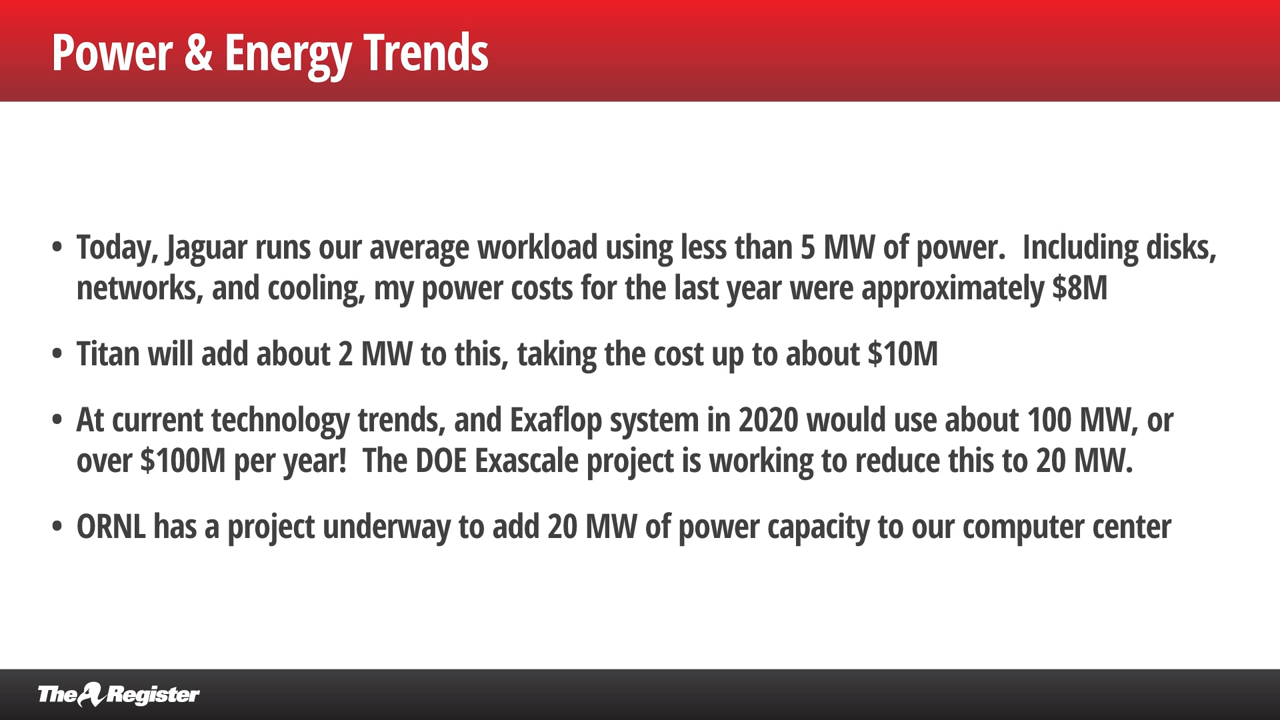 Power & Energy Trends
• Today, Jaguar runs our average workload using less than 5 MW of power.  Including disks,
networks, and cooling, my power costs for the last year were approximately $8M
• Titan will add about 2 MW to this, taking the cost up to about $10M
• At current technology trends, and Exaflop system in 2020 would use about 100 MW, or
over $100M per year!  The DOE Exascale project is working to reduce this to 20 MW.
• ORNL has a project underway to add 20 MW of power capacity to our computer center
The Register